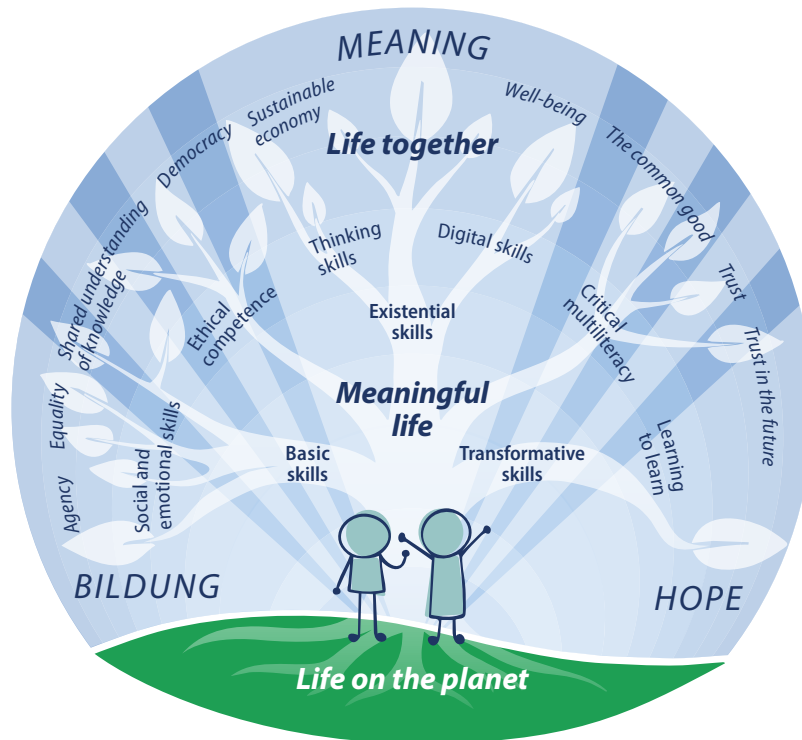 MEANING
Sustainable
economy
Well-being
Democracy
Life together
The common good
Shared understanding
of knowledge
Thinking
skills
Digital skills
Trust
Ethical
competence
Existential
skills
Critical
multiliteracy
Trust in the future
Equality
Meaningful
life
Agency
Social and
emotional skills
Basic
skills
Transformative
skills
Learning
to learn
BILDUNG
HOPE
Life on the planet